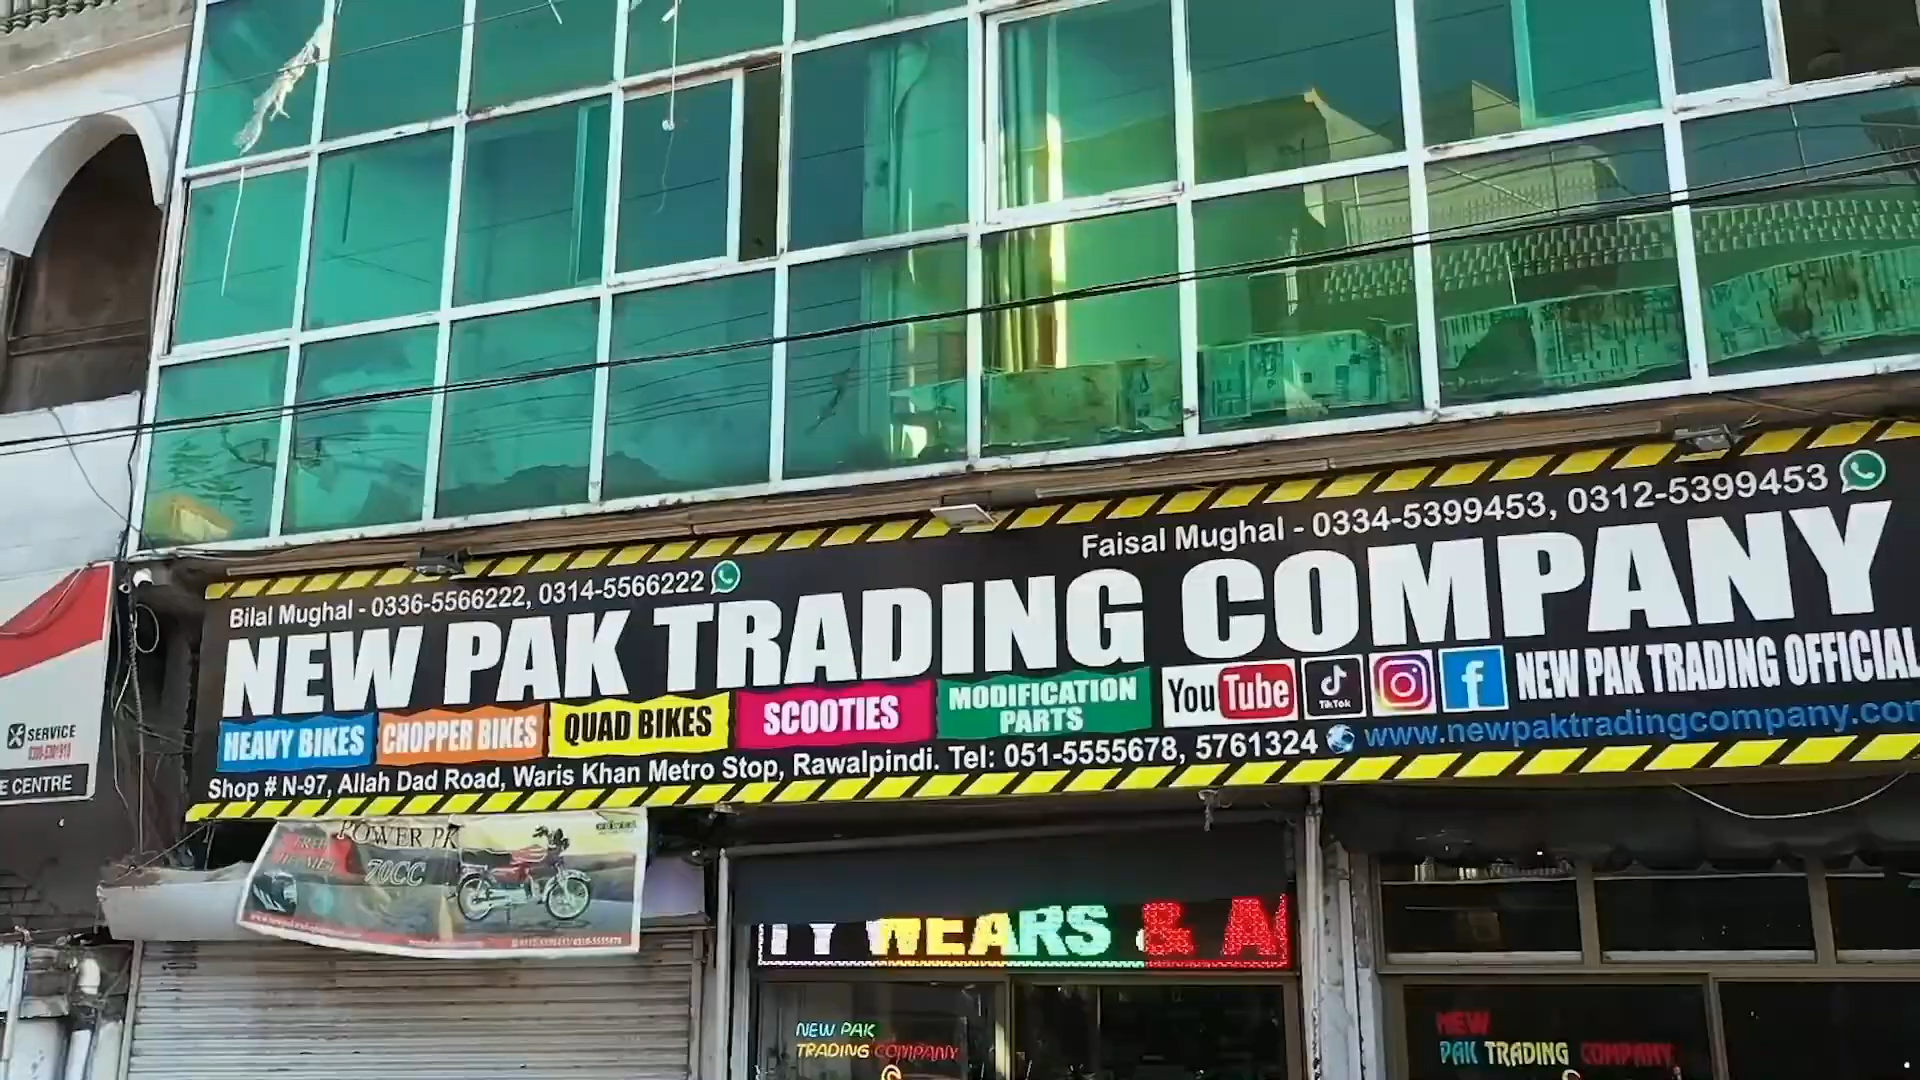 Bilal Mughal - 0336-5566222, 0314-5566222
Faisal Mughal - 0334-5399453, 0312-5399453
NEW PAK TRADING COMPANY
HEAVY BIKES
CHOPPER BIKES
QUAD BIKES
SCOOTIES
MODIFICATION
PARTS
YouTube
TikTok
f
NEW PAK TRADING OFFICIAL
Shop # N-97, Allah Dad Road, Waris Khan Metro Stop, Rawalpindi. Tel: 051-5555678, 5761324
www.newpaktradingcompany.com
SERVICE
E CENTRE
POWER PK
FREE
HELMET
70CC
TY WEARS & A
NEW PAK
TRADING COMPANY
NEW
PAK TRADING COMPANY